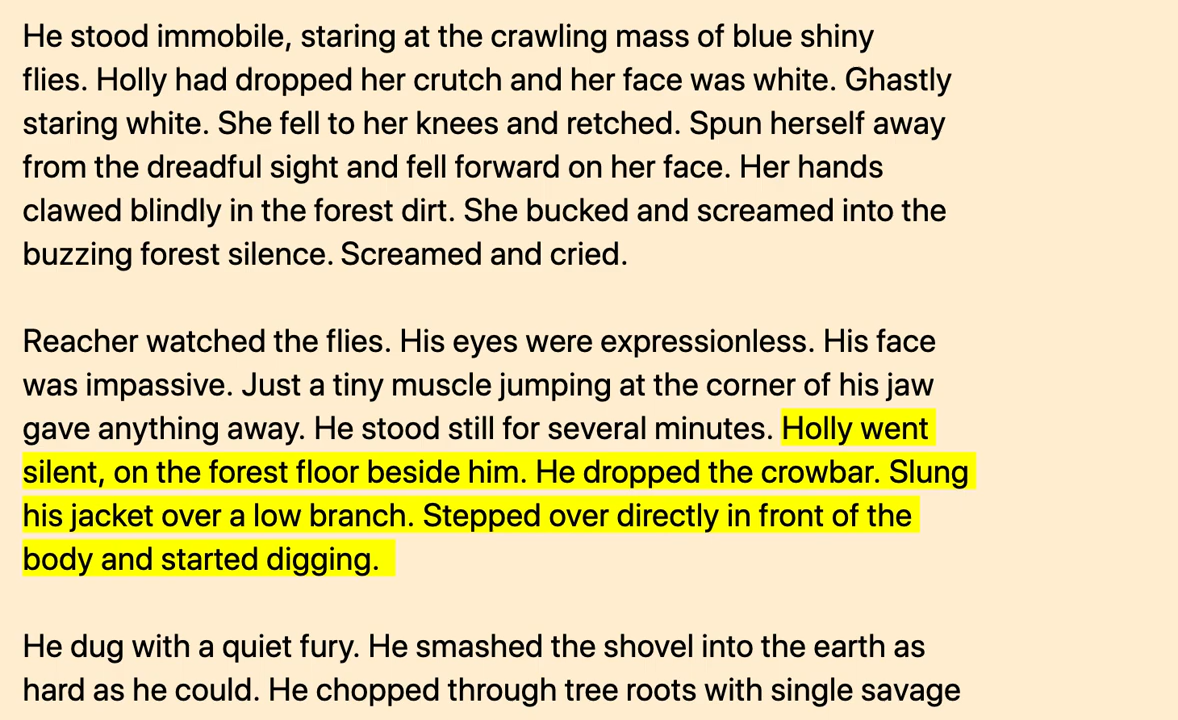 He stood immobile, staring at the crawling mass of blue shiny
flies. Holly had dropped her crutch and her face was white. Ghastly
staring white. She fell to her knees and retched. Spun herself away
from the dreadful sight and fell forward on her face. Her hands
clawed blindly in the forest dirt. She bucked and screamed into the
buzzing forest silence. Screamed and cried.
Reacher watched the flies. His eyes were expressionless. His face
was impassive. Just a tiny muscle jumping at the corner of his jaw
gave anything away. He stood still for several minutes. Holly went
silent, on the forest floor beside him. He dropped the crowbar. Slung
his jacket over a low branch. Stepped over directly in front of the
body and started digging.
He dug with a quiet fury. He smashed the shovel into the earth as
hard as he could. He chopped through tree roots with single savage